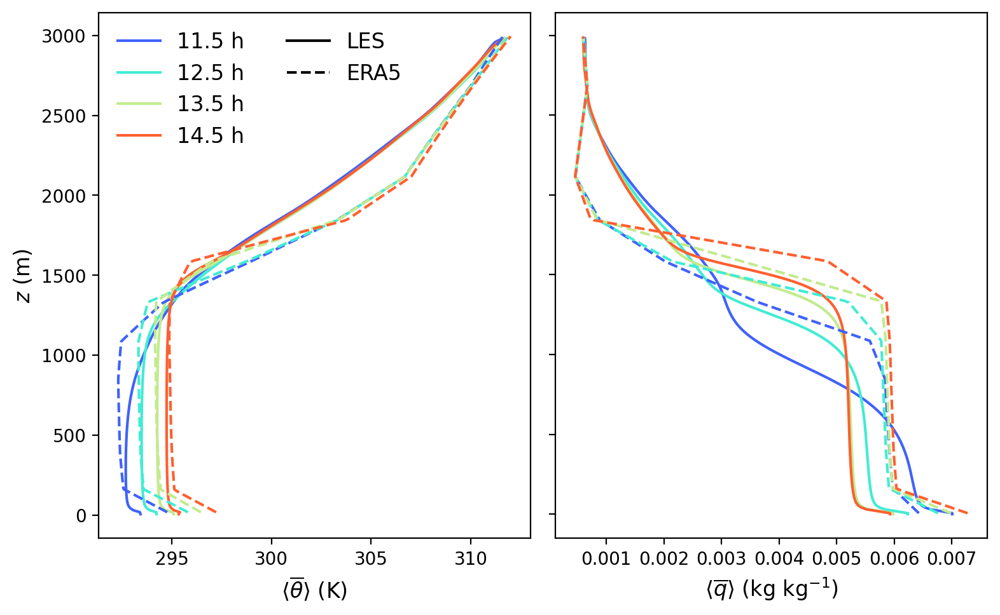 11.5 h
12.5 h
13.5 h
14.5 h
LES
ERA5
3000
2500
2000
1500
1000
500
0
z (m)
295 300 305 310
⟨θ̅⟩ (K)
0.001 0.002 0.003 0.004 0.005 0.006 0.007
⟨q̅⟩ (kg kg⁻¹)